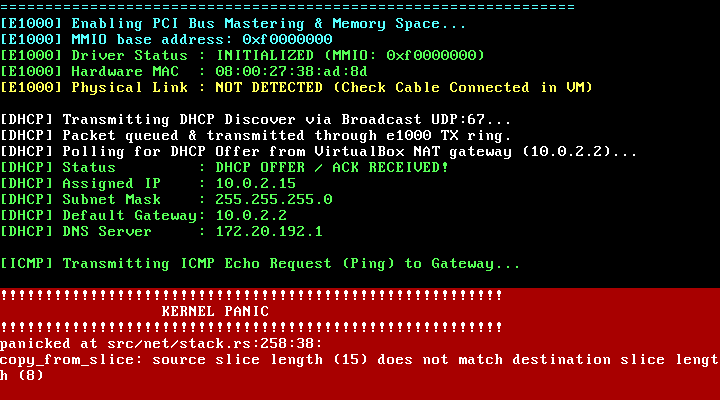 ================================================================
[E1000] Enabling PCI Bus Mastering & Memory Space...
[E1000] MMIO base address: 0xf0000000
[E1000] Driver Status : INITIALIZED (MMIO: 0xf0000000)
[E1000] Hardware MAC  : 08:00:27:38:ad:8d
[E1000] Physical Link : NOT DETECTED (Check Cable Connected in VM)
[DHCP] Transmitting DHCP Discover via Broadcast UDP:67...
[DHCP] Packet queued & transmitted through e1000 TX ring.
[DHCP] Polling for DHCP Offer from VirtualBox NAT gateway (10.0.2.2)...
[DHCP] Status         : DHCP OFFER / ACK RECEIVED!
[DHCP] Assigned IP    : 10.0.2.15
[DHCP] Subnet Mask    : 255.255.255.0
[DHCP] Default Gateway: 10.0.2.2
[DHCP] DNS Server     : 172.20.192.1
[ICMP] Transmitting ICMP Echo Request (Ping) to Gateway...
!!!!!!!!!!!!!!!!!!!!!!!!!!!!!!!!!!!!!!!!!!!!!!!!!!!!!!!!
KERNEL PANIC
!!!!!!!!!!!!!!!!!!!!!!!!!!!!!!!!!!!!!!!!!!!!!!!!!!!!!!!!
panicked at src/net/stack.rs:258:38:
copy_from_slice: source slice length (15) does not match destination slice lengt
h (8)